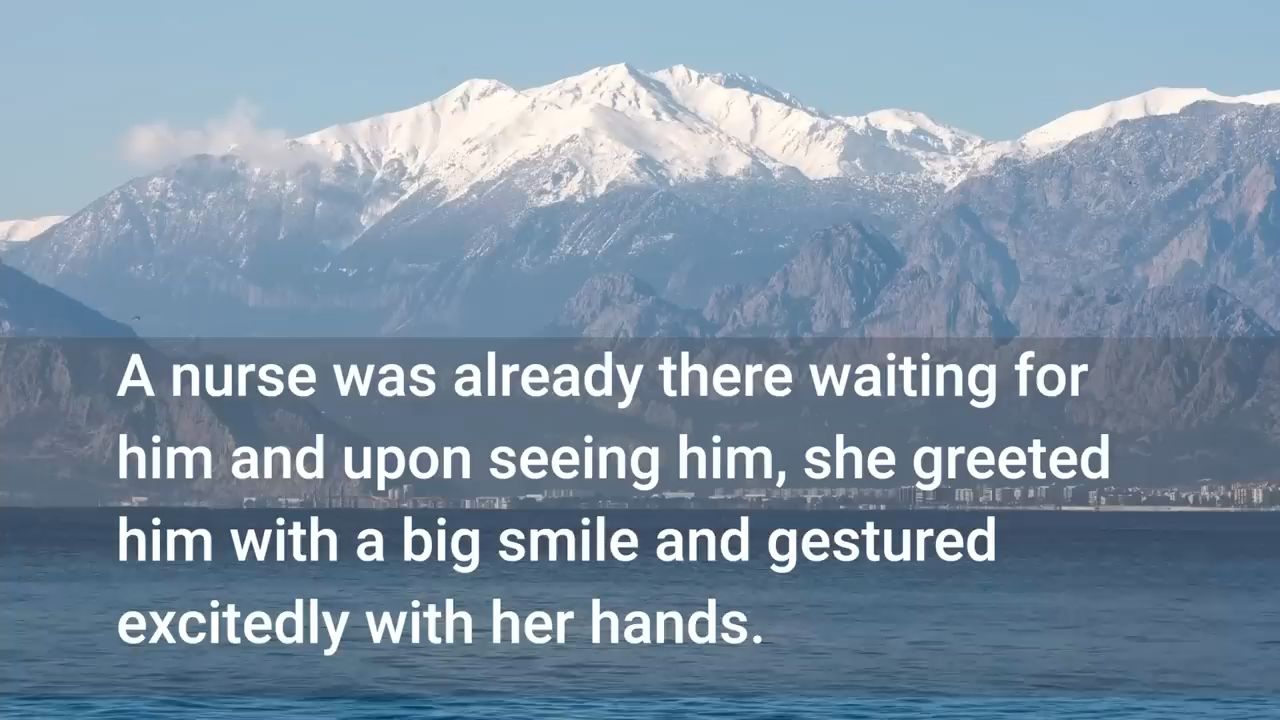 A nurse was already there waiting for
him and upon seeing him, she greeted
him with a big smile and gestured
excitedly with her hands.